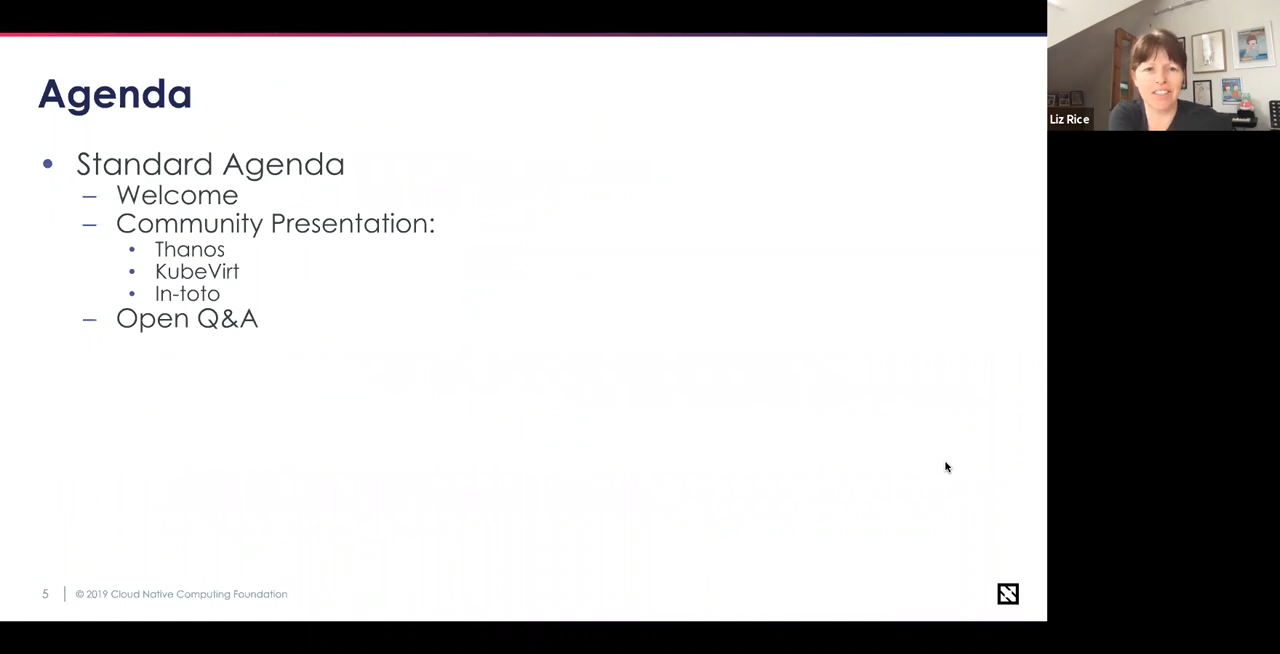 Agenda
• Standard Agenda
– Welcome
– Community Presentation:
• Thanos
• KubeVirt
• In-toto
– Open Q&A
5 | © 2019 Cloud Native Computing Foundation
Liz Rice